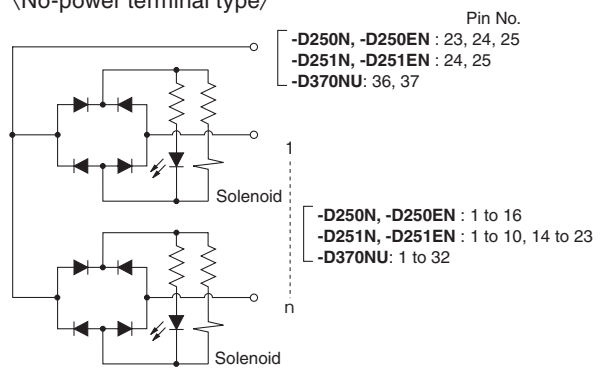 〈No-power terminal type〉
Pin No.
-D250N, -D250EN : 23, 24, 25
-D251N, -D251EN : 24, 25
-D370NU: 36, 37
1
Solenoid
-D250N, -D250EN : 1 to 16
-D251N, -D251EN : 1 to 10, 14 to 23
-D370NU: 1 to 32
n
Solenoid